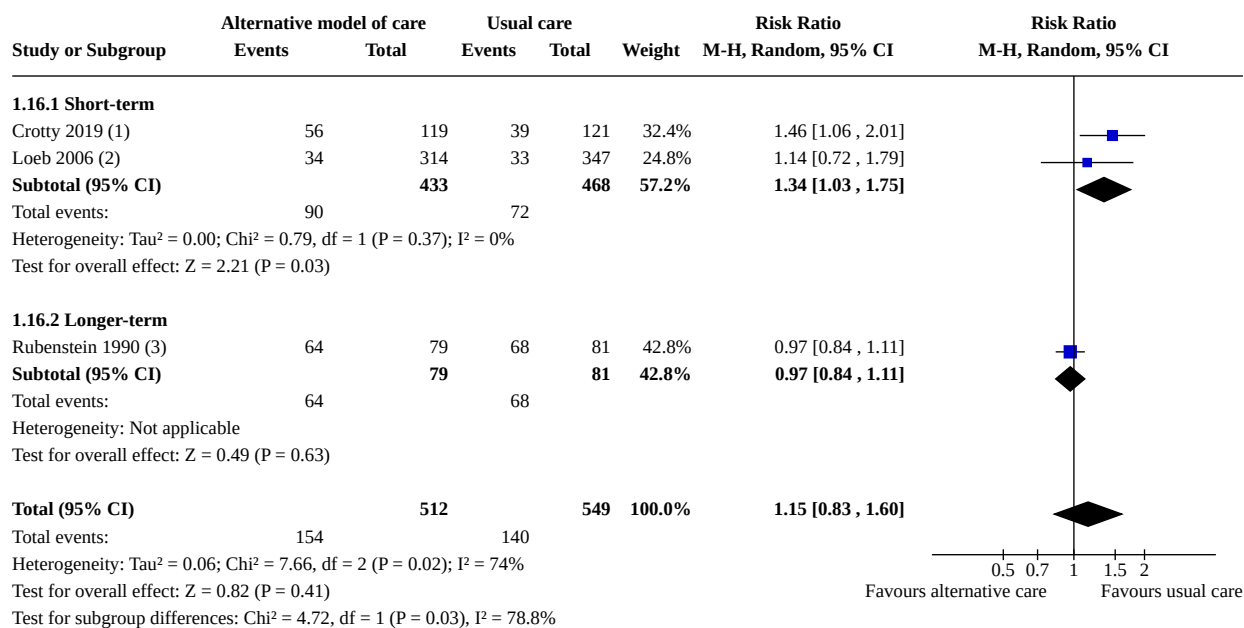 Alternative model of care Usual care Risk Ratio Risk Ratio
Study or Subgroup Events Total Events Total Weight M-H, Random, 95% CI M-H, Random, 95% CI
1.16.1 Short-term
Crotty 2019 (1) 56 119 39 121 32.4% 1.46 [1.06 , 2.01]
Loeb 2006 (2) 34 314 33 347 24.8% 1.14 [0.72 , 1.79]
Subtotal (95% CI) 433 468 57.2% 1.34 [1.03 , 1.75]
Total events: 90 72
Heterogeneity: Tau² = 0.00; Chi² = 0.79, df = 1 (P = 0.37); I² = 0%
Test for overall effect: Z = 2.21 (P = 0.03)
1.16.2 Longer-term
Rubenstein 1990 (3) 64 79 68 81 42.8% 0.97 [0.84 , 1.11]
Subtotal (95% CI) 79 81 42.8% 0.97 [0.84 , 1.11]
Total events: 64 68
Heterogeneity: Not applicable
Test for overall effect: Z = 0.49 (P = 0.63)
Total (95% CI) 512 549 100.0% 1.15 [0.83 , 1.60]
Total events: 154 140
Heterogeneity: Tau² = 0.06; Chi² = 7.66, df = 2 (P = 0.02); I² = 74%
0.5 0.7 1 1.5 2
Test for overall effect: Z = 0.82 (P = 0.41) Favours alternative care Favours usual care
Test for subgroup differences: Chi² = 4.72, df = 1 (P = 0.03), I² = 78.8%